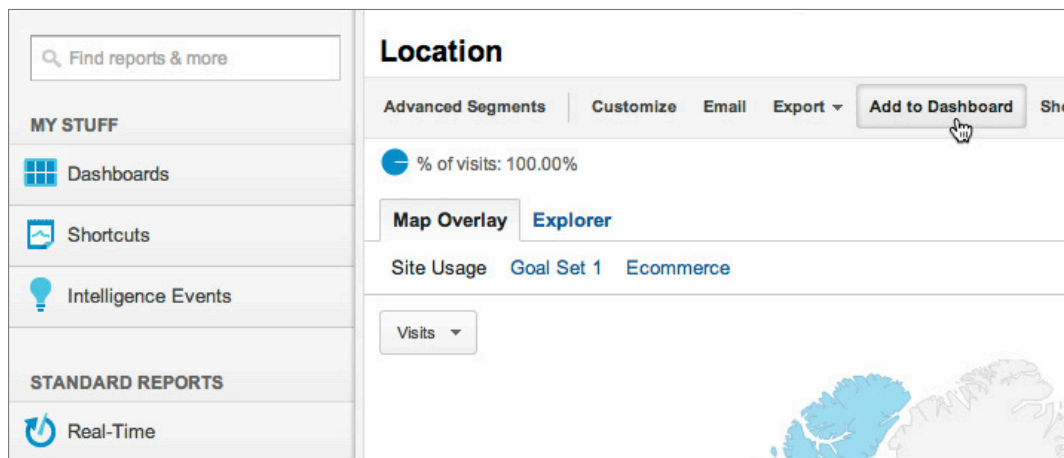 Find reports & more
MY STUFF
Dashboards
Shortcuts
Intelligence Events
STANDARD REPORTS
Real-Time
Location
Advanced Segments Customize Email Export Add to Dashboard
% of visits: 100.00%
Map Overlay Explorer
Site Usage Goal Set 1 Ecommerce
Visits